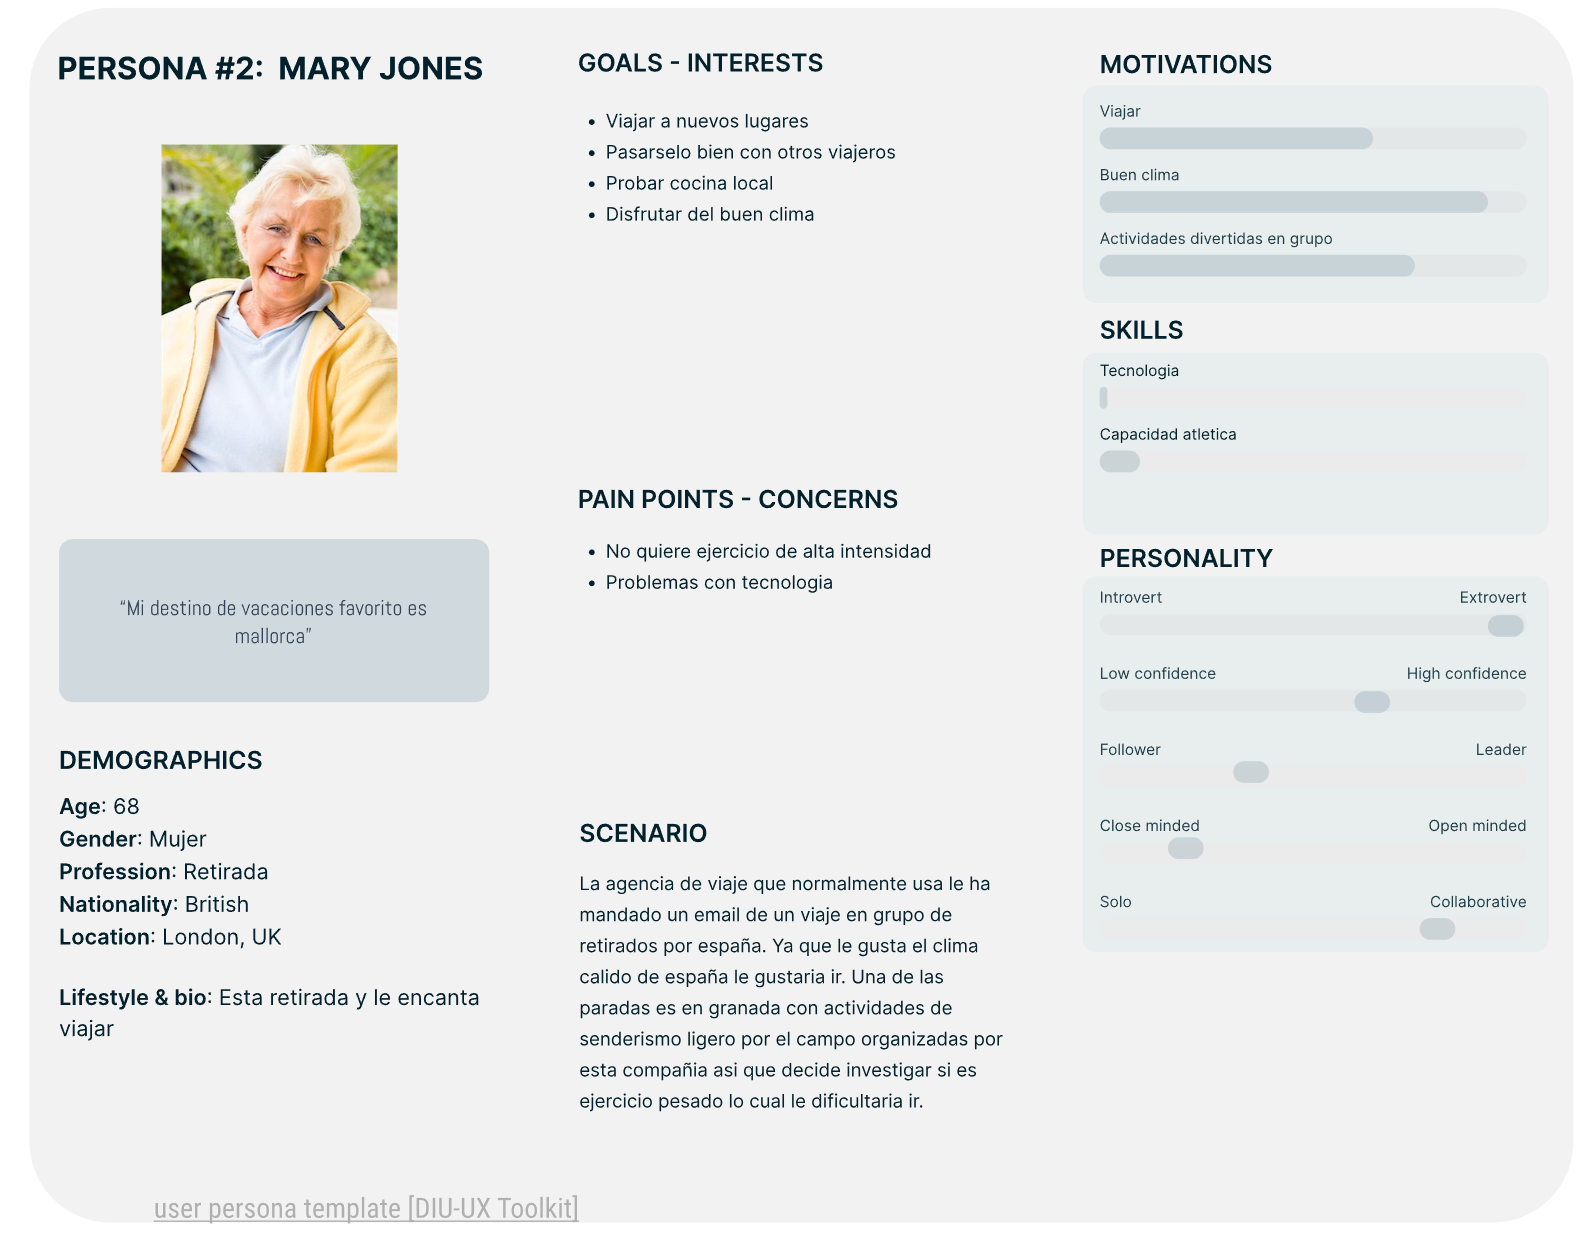 PERSONA #2: MARY JONES
“Mi destino de vacaciones favorito es
mallorca”
DEMOGRAPHICS
Age: 68
Gender: Mujer
Profession: Retirada
Nationality: British
Location: London, UK
Lifestyle & bio: Esta retirada y le encanta
viajar
GOALS - INTERESTS
• Viajar a nuevos lugares
• Pasarselo bien con otros viajeros
• Probar cocina local
• Disfrutar del buen clima
PAIN POINTS - CONCERNS
• No quiere ejercicio de alta intensidad
• Problemas con tecnologia
SCENARIO
La agencia de viaje que normalmente usa le ha
mandado un email de un viaje en grupo de
retirados por españa. Ya que le gusta el clima
calido de españa le gustaria ir. Una de las
paradas es en granada con actividades de
senderismo ligero por el campo organizadas por
esta compañia asi que decide investigar si es
ejercicio pesado lo cual le dificultaria ir.
MOTIVATIONS
Viajar
Buen clima
Actividades divertidas en grupo
SKILLS
Tecnologia
Capacidad atletica
PERSONALITY
Introvert Extrovert
Low confidence High confidence
Follower Leader
Close minded Open minded
Solo Collaborative
user persona template [DIU-UX Toolkit]